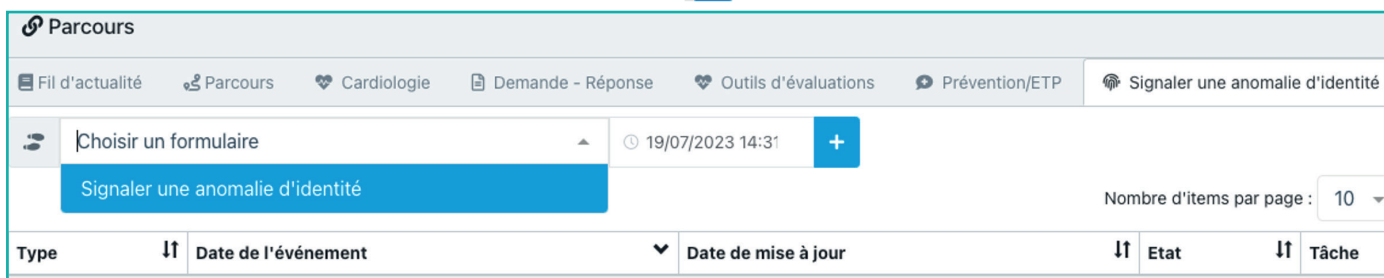 Parcours
Fil d'actualité Parcours Cardiologie Demande - Réponse Outils d'évaluations Prévention/ETP Signaler une anomalie d'identité
Choisir un formulaire 19/07/2023 14:31 +
Signaler une anomalie d'identité
Nombre d'items par page : 10
Type Date de l'événement Date de mise à jour Etat Tâche